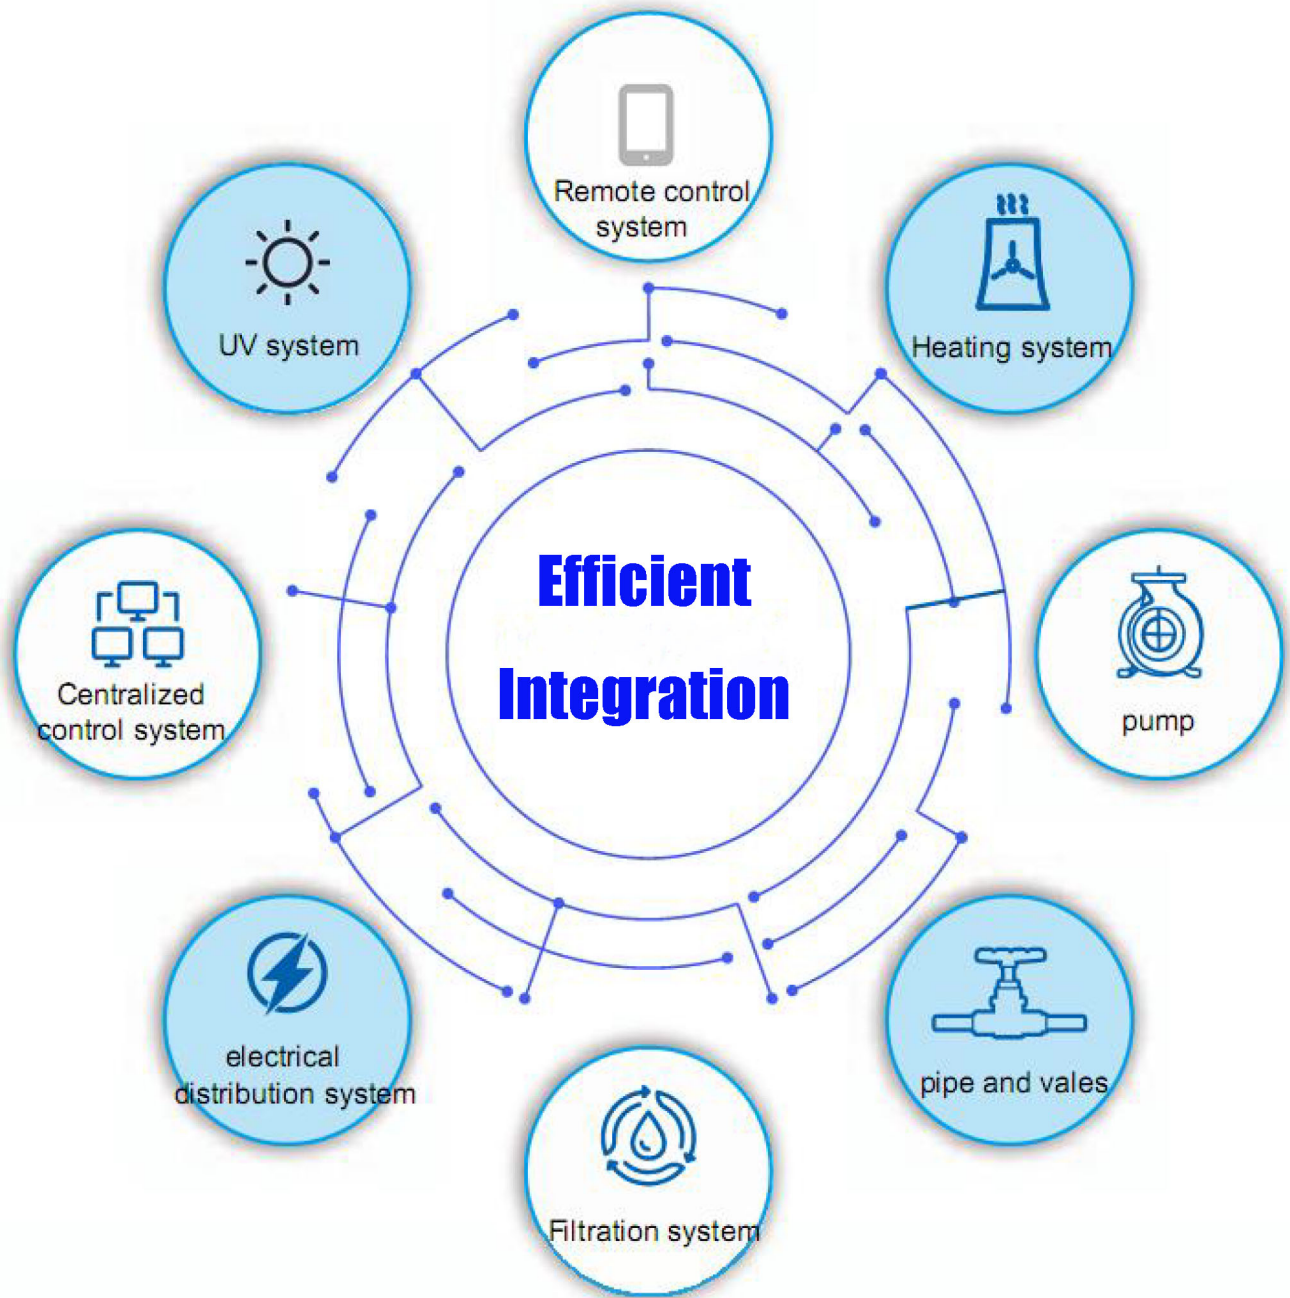 Remote control
system
UV system
Heating system
Efficient
Integration
Centralized
control system
pump
electrical
distribution system
pipe and vales
Filtration system